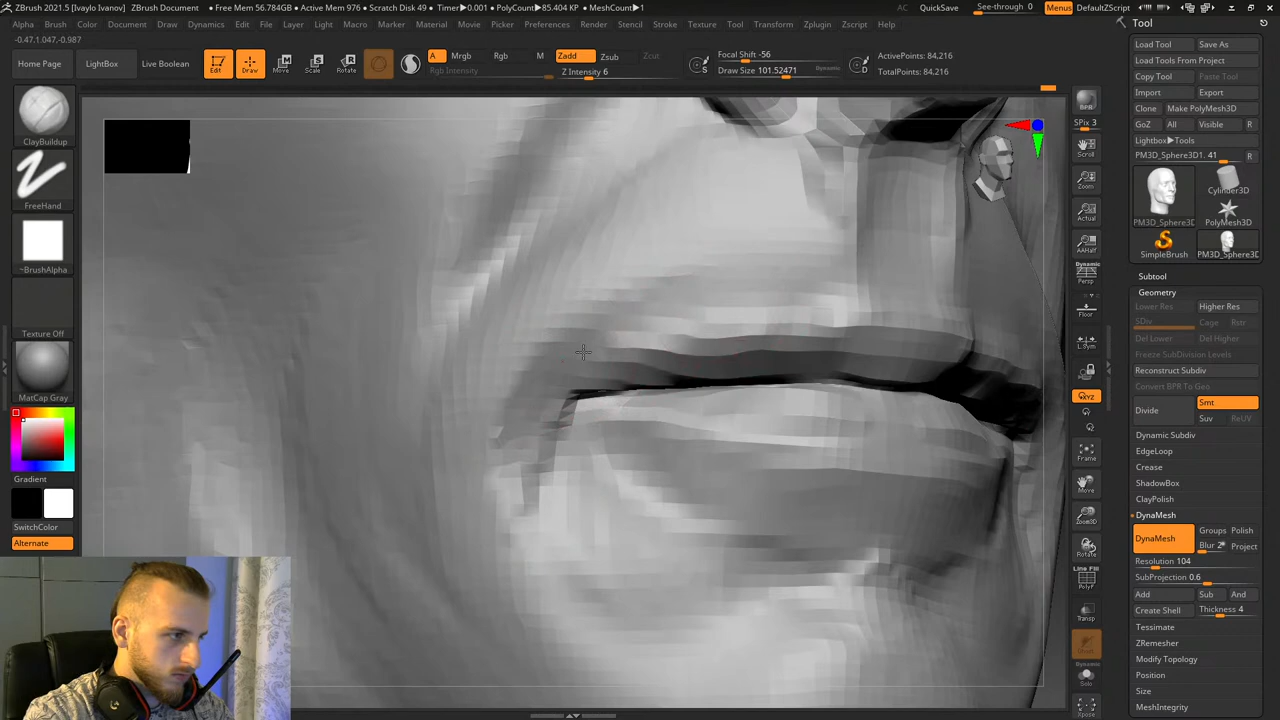 ZBrush 2021.5 [Ivaylo Ivanov] ZBrush Document • Free Mem 56.784GB • Active Mem 976 • Scratch Disk 49 • Timer▶0.001 • PolyCount▶85.404 KP • MeshCount▶1 AC QuickSave See-through 0 Menus DefaultZScript
Alpha Brush Color Document Draw Dynamics Edit File Layer Light Macro Marker Material Movie Picker Preferences Render Stencil Stroke Texture Tool Transform Zplugin Zscript Help
-0.47.1.047,-0.987
Home Page LightBox Live Boolean Edit Draw Move Scale Rotate A Mrgb Rgb M Zadd Zsub Zcut
Rgb Intensity Z Intensity 6
Focal Shift -56
Draw Size 101.52471 Dynamic
S D
ActivePoints: 84,216
TotalPoints: 84,216
ClayBuildup
FreeHand
~BrushAlpha
Texture Off
MatCap Gray
Gradient
SwitchColor
Alternate
BPR
SPix 3
Scroll
Zoom
Actual
AAHalf
Dynamic
Persp
Floor
L.Sym
XYZ
Frame
Move
Zoom3D
Rotate
Line Fill
PolyF
Transp
Dynamic
Solo
Xpose
Tool
Load Tool Save As
Load Tools From Project
Copy Tool Paste Tool
Import Export
Clone Make PolyMesh3D
GoZ All Visible R
Lightbox▶Tools
PM3D_Sphere3D1. 41 R
Cylinder3D
PM3D_Sphere3D PolyMesh3D
SimpleBrush PM3D_Sphere3D
Subtool
Geometry
Lower Res Higher Res
SDiv Cage Rstr
Del Lower Del Higher
Freeze SubDivision Levels
Reconstruct Subdiv
Convert BPR To Geo
Divide Smt
Suv ReUV
Dynamic Subdiv
EdgeLoop
Crease
ShadowBox
ClayPolish
DynaMesh
DynaMesh Groups Polish
Blur 2 Project
Resolution 104
SubProjection 0.6
Add Sub And
Create Shell Thickness 4
Tessimate
ZRemesher
Modify Topology
Position
Size
MeshIntegrity